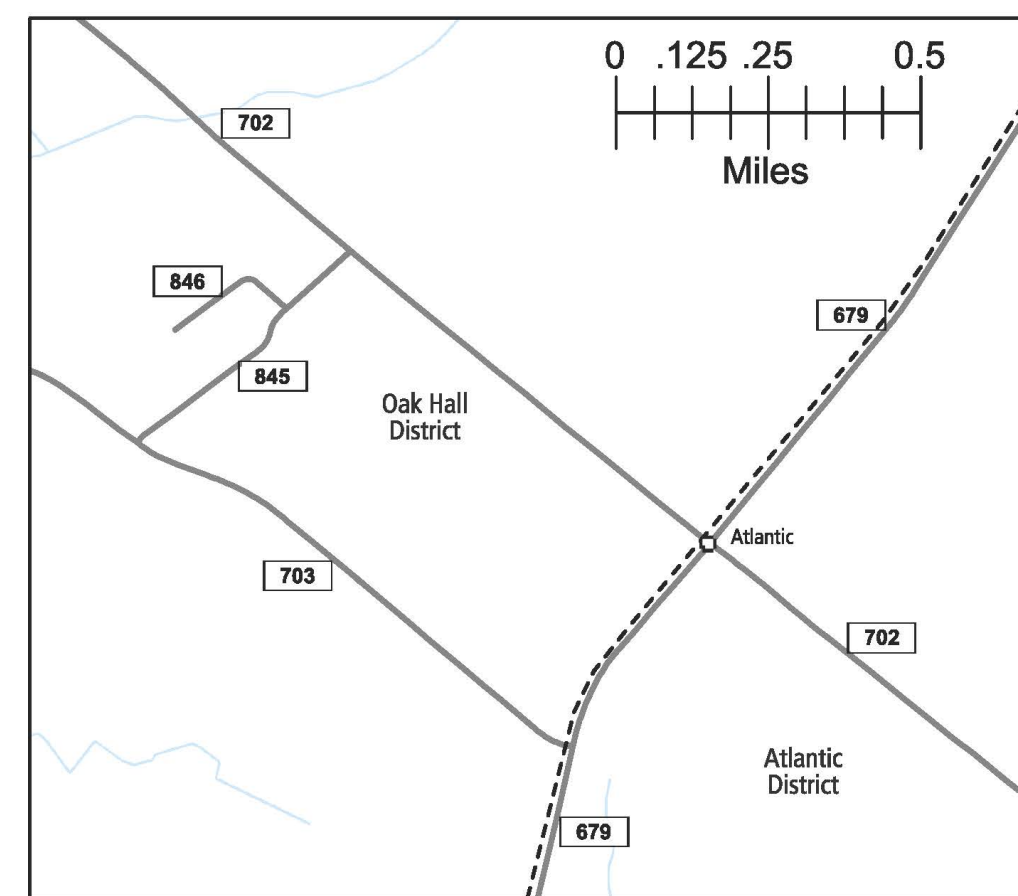 0 .125 .25 0.5
Miles
702
846
679
845
Oak Hall
District
Atlantic
703
702
Atlantic
District
679